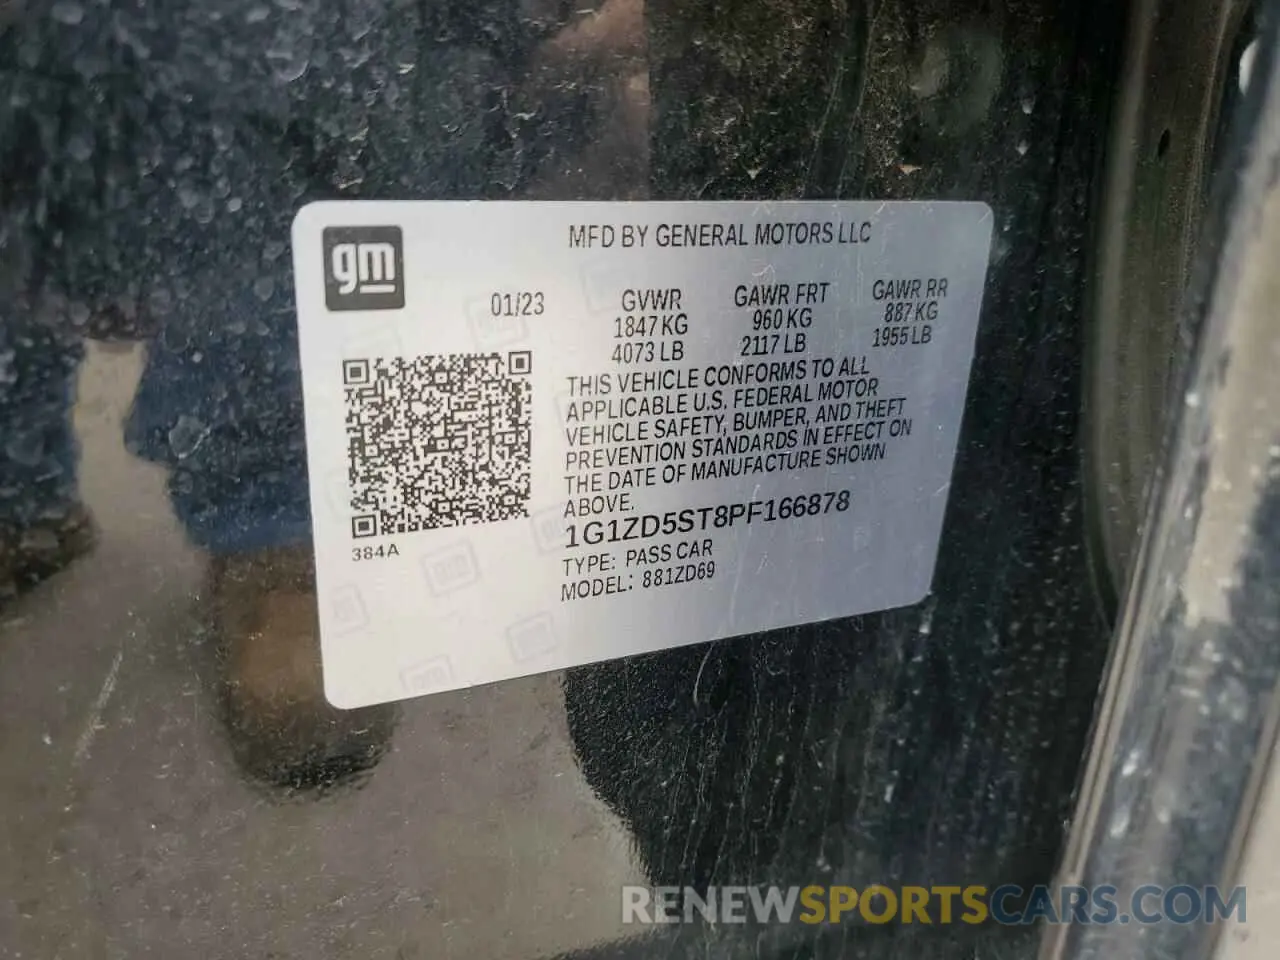 gm
MFD BY GENERAL MOTORS LLC
01/23 GVWR GAWR FRT GAWR RR
1847 KG 960 KG 887 KG
4073 LB 2117 LB 1955 LB
THIS VEHICLE CONFORMS TO ALL
APPLICABLE U.S. FEDERAL MOTOR
VEHICLE SAFETY, BUMPER, AND THEFT
PREVENTION STANDARDS IN EFFECT ON
THE DATE OF MANUFACTURE SHOWN
ABOVE.
1G1ZD5ST8PF166878
TYPE: PASS CAR
MODEL: 881ZD69
384A
RENEWSPORTSCARS.COM